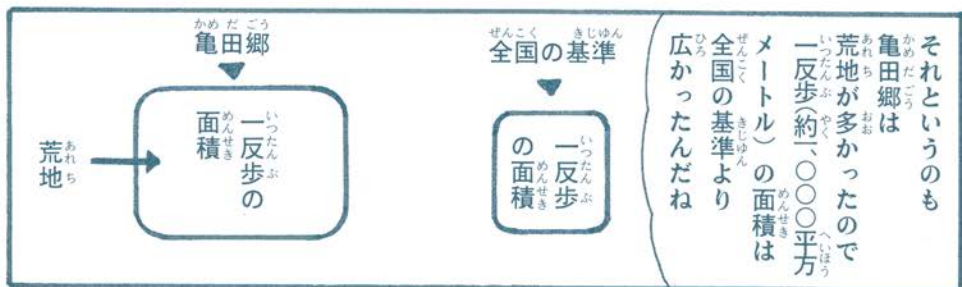 それというのも
亀田郷は
荒地が多かったので
一反歩(約一、〇〇〇平方
メートル)の面積は
全国の基準より
広かったんだね
全国の基準
一反歩
の面積
亀田郷
一反歩の
面積
荒地